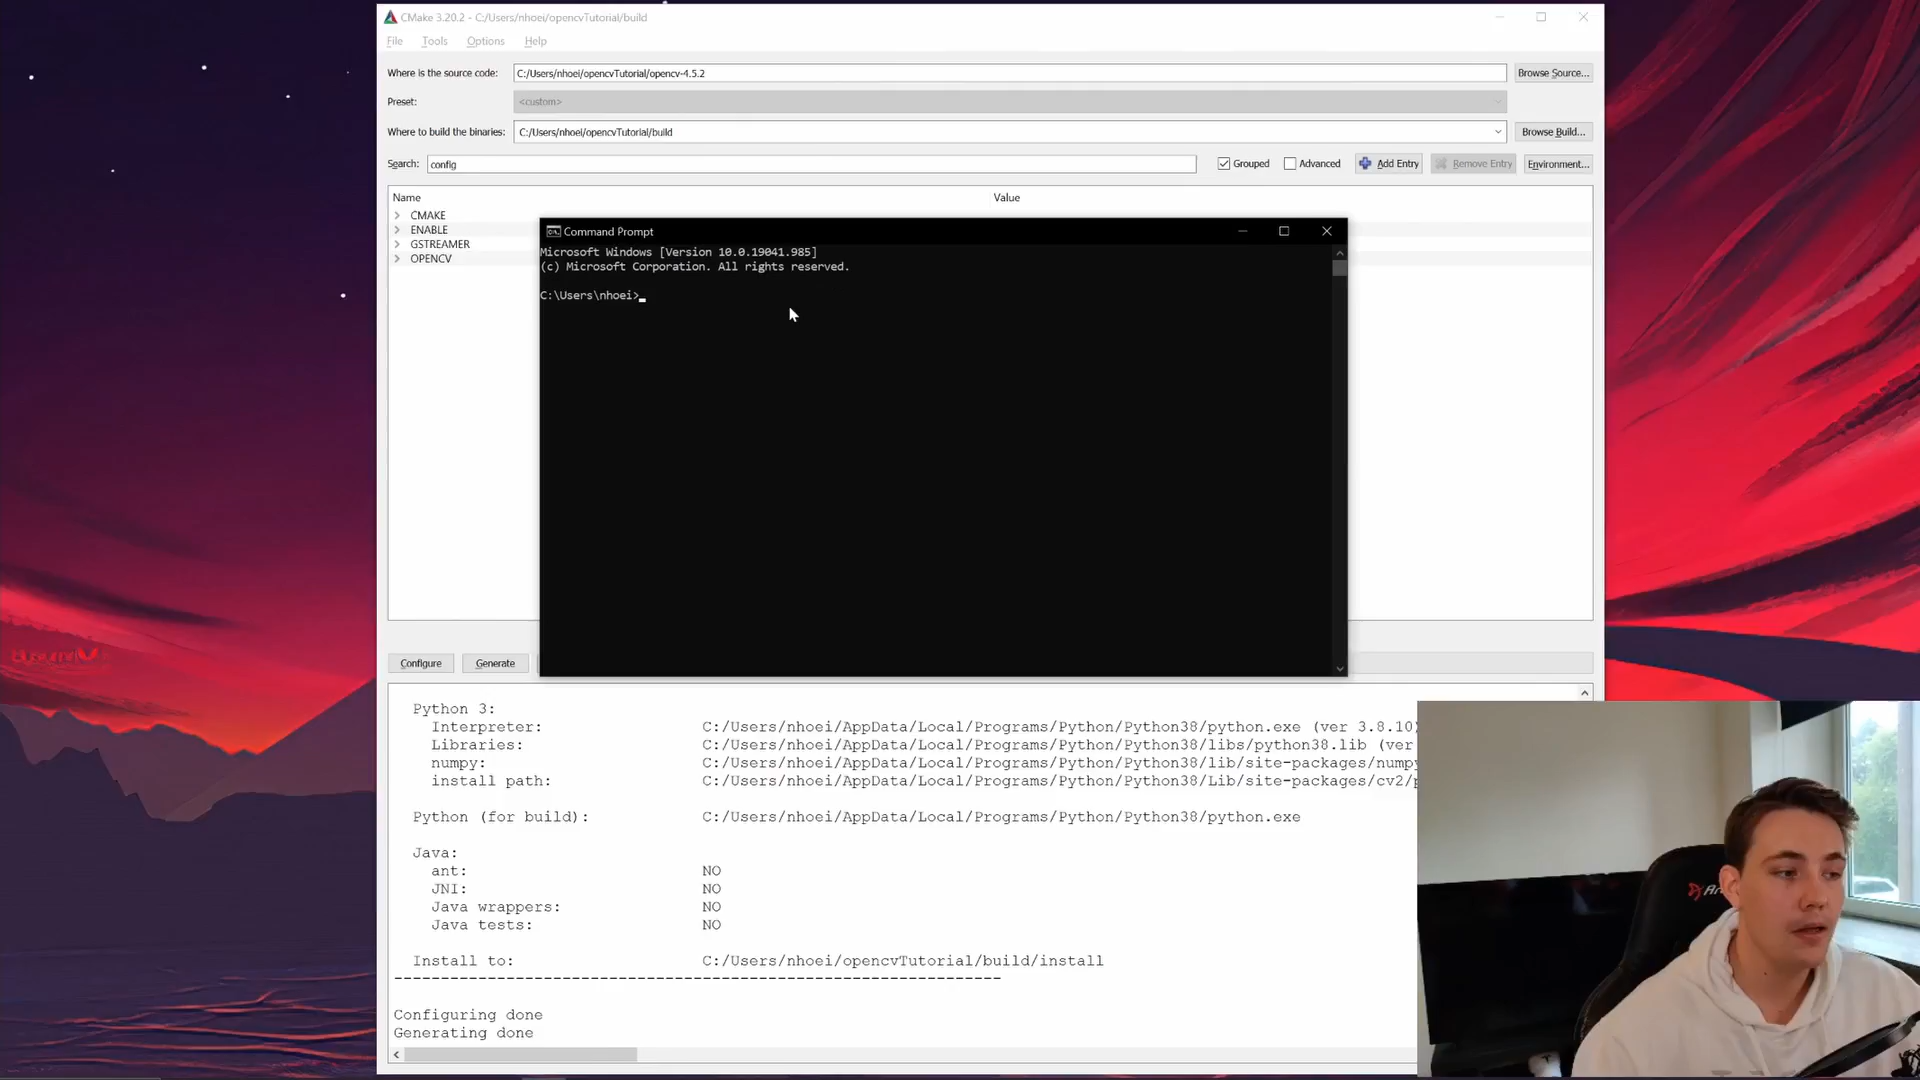 CMake 3.20.2 - C:/Users/nhoei/opencvTutorial/build
File Tools Options Help
Where is the source code: C:/Users/nhoei/opencvTutorial/opencv-4.5.2 Browse Source...
Preset: <custom>
Where to build the binaries: C:/Users/nhoei/opencvTutorial/build Browse Build...
Search: config Grouped Advanced Add Entry Remove Entry Environment...
Name Value
CMAKE
ENABLE
GSTREAMER
OPENCV
Command Prompt
Microsoft Windows [Version 10.0.19041.985]
(c) Microsoft Corporation. All rights reserved.
C:\Users\nhoei>_
Configure Generate
Python 3:
Interpreter: C:/Users/nhoei/AppData/Local/Programs/Python/Python38/python.exe (ver 3.8.10)
Libraries: C:/Users/nhoei/AppData/Local/Programs/Python/Python38/libs/python38.lib (ver
numpy: C:/Users/nhoei/AppData/Local/Programs/Python/Python38/lib/site-packages/numpy
install path: C:/Users/nhoei/AppData/Local/Programs/Python/Python38/Lib/site-packages/cv2/p
Python (for build): C:/Users/nhoei/AppData/Local/Programs/Python/Python38/python.exe
Java:
ant: NO
JNI: NO
Java wrappers: NO
Java tests: NO
Install to: C:/Users/nhoei/opencvTutorial/build/install
-----------------------------------------------------------------
Configuring done
Generating done